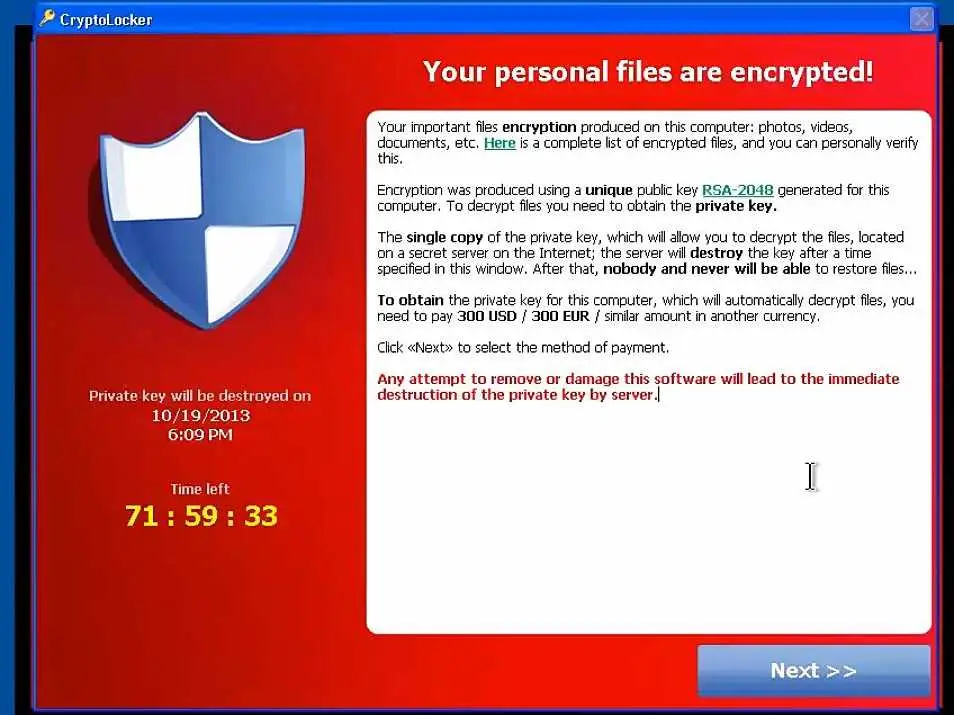 CryptoLocker
Your personal files are encrypted!
Your important files encryption produced on this computer: photos, videos,
documents, etc. Here is a complete list of encrypted files, and you can personally verify
this.
Encryption was produced using a unique public key RSA-2048 generated for this
computer. To decrypt files you need to obtain the private key.
The single copy of the private key, which will allow you to decrypt the files, located
on a secret server on the Internet; the server will destroy the key after a time
specified in this window. After that, nobody and never will be able to restore files...
To obtain the private key for this computer, which will automatically decrypt files, you
need to pay 300 USD / 300 EUR / similar amount in another currency.
Click «Next» to select the method of payment.
Any attempt to remove or damage this software will lead to the immediate
destruction of the private key by server.
Private key will be destroyed on
10/19/2013
6:09 PM
Time left
71 : 59 : 33
Next >>